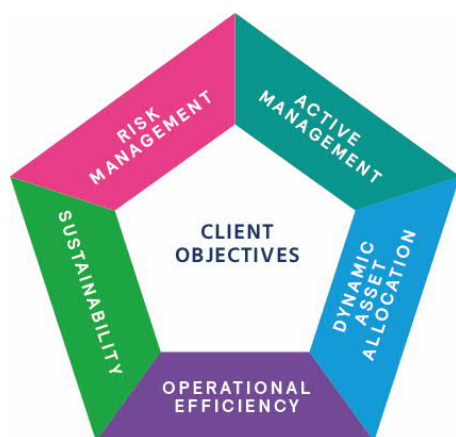 RISK
MANAGEMENT
ACTIVE
MANAGEMENT
CLIENT
OBJECTIVES
SUSTAINABILITY
DYNAMIC
ASSET
ALLOCATION
OPERATIONAL
EFFICIENCY